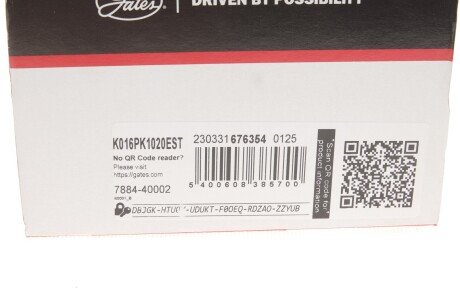 Gates
DRIVEN BY POSSIBILITY
K016PK1020EST
230331676354 0125
No QR Code reader?
Please visit
https://gates.com
7884-40002
5 400608 385700
"Scan QR code for
product information"